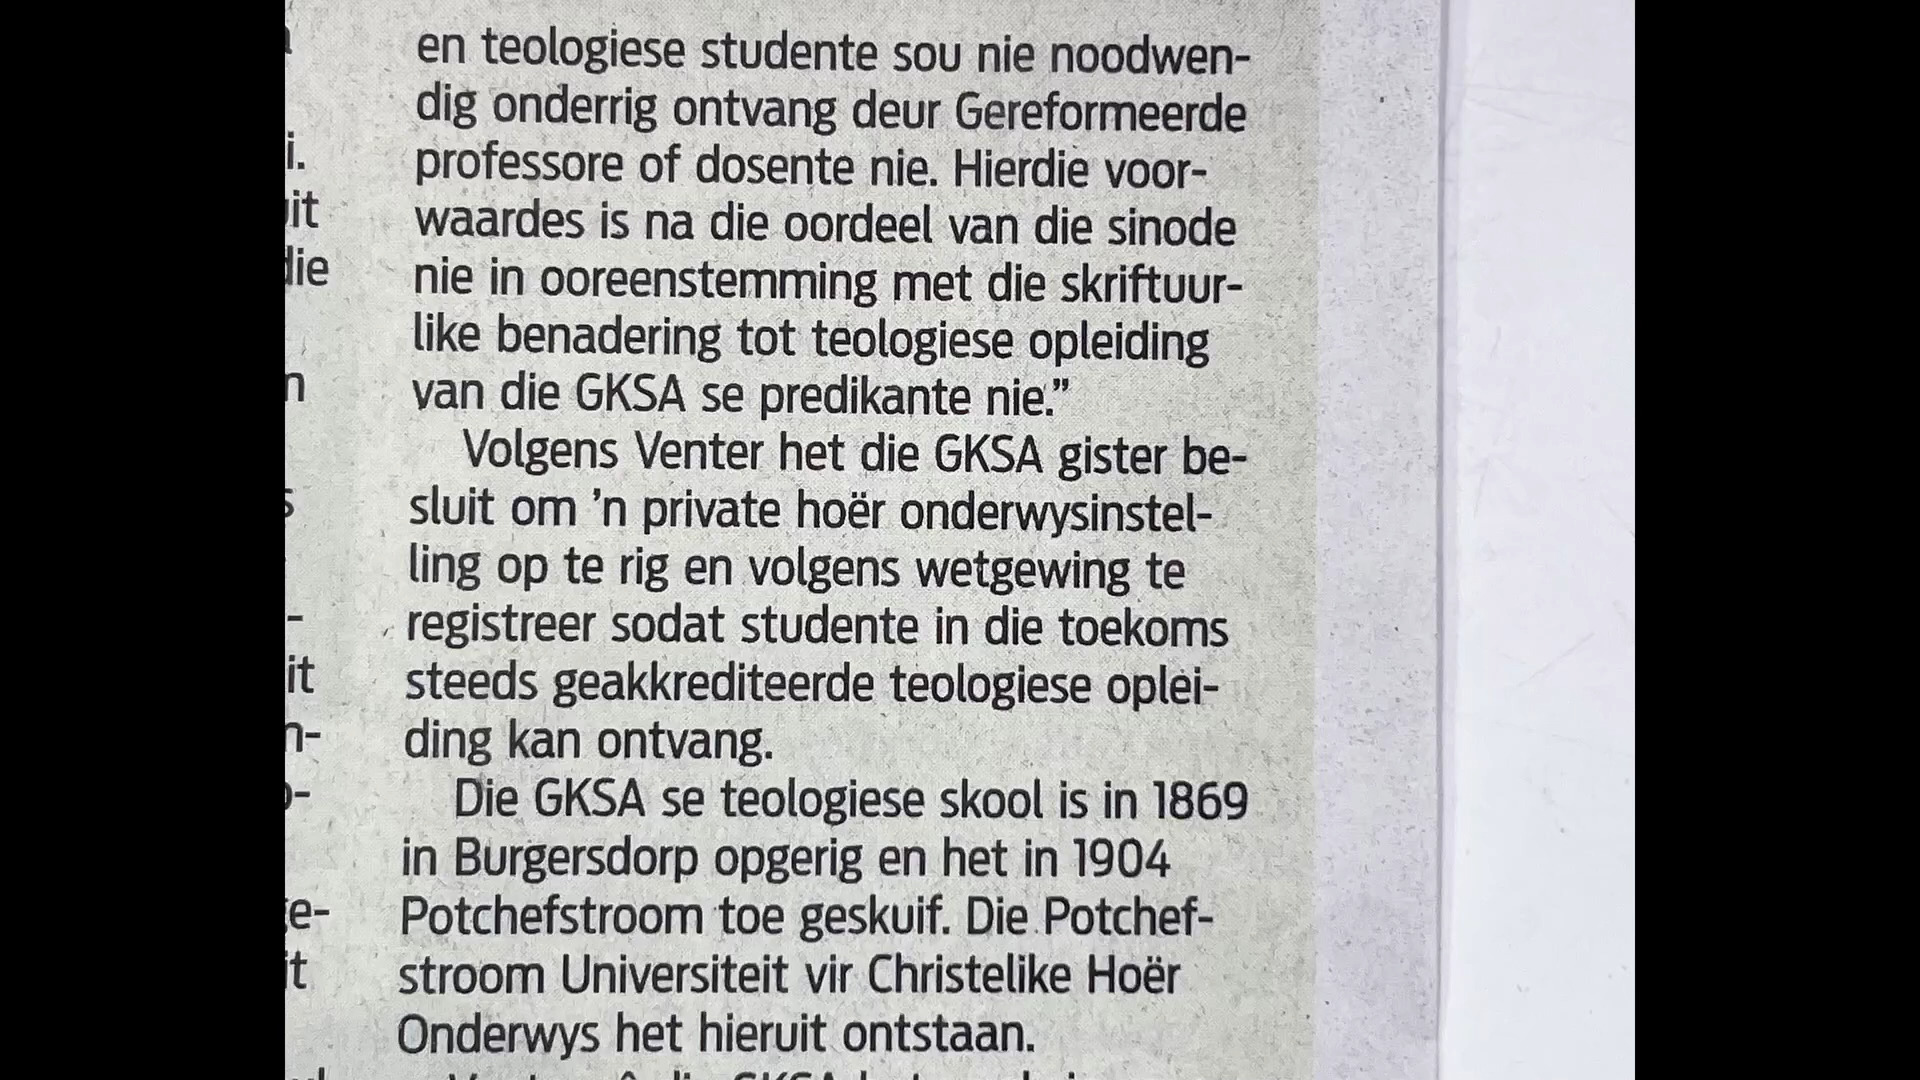 en teologiese studente sou nie noodwen-
dig onderrig ontvang deur Gereformeerde
professore of dosente nie. Hierdie voor-
waardes is na die oordeel van die sinode
nie in ooreenstemming met die skriftuur-
like benadering tot teologiese opleiding
van die GKSA se predikante nie.”
Volgens Venter het die GKSA gister be-
sluit om ’n private hoër onderwysinstel-
ling op te rig en volgens wetgewing te
registreer sodat studente in die toekoms
steeds geakkrediteerde teologiese oplei-
ding kan ontvang.
Die GKSA se teologiese skool is in 1869
in Burgersdorp opgerig en het in 1904
Potchefstroom toe geskuif. Die Potchef-
stroom Universiteit vir Christelike Hoër
Onderwys het hieruit ontstaan.